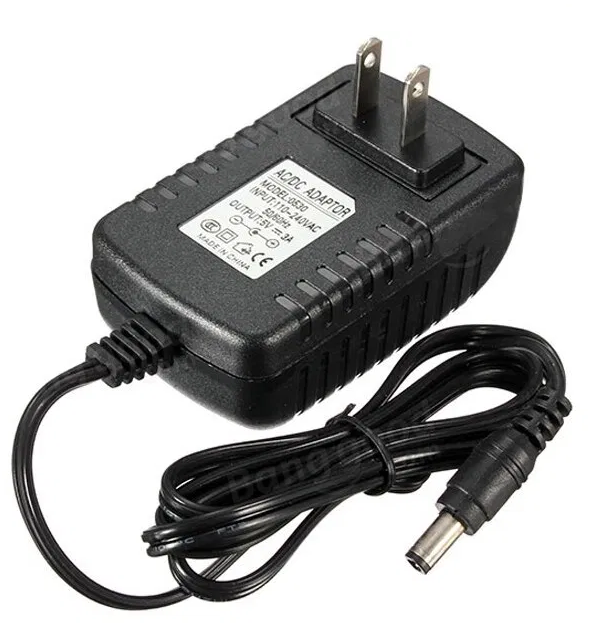 AC/DC ADAPTOR
MODEL:0530
INPUT:110-240VAC
50/60Hz
OUTPUT:5V⎓3A
CE
MADE IN CHINA